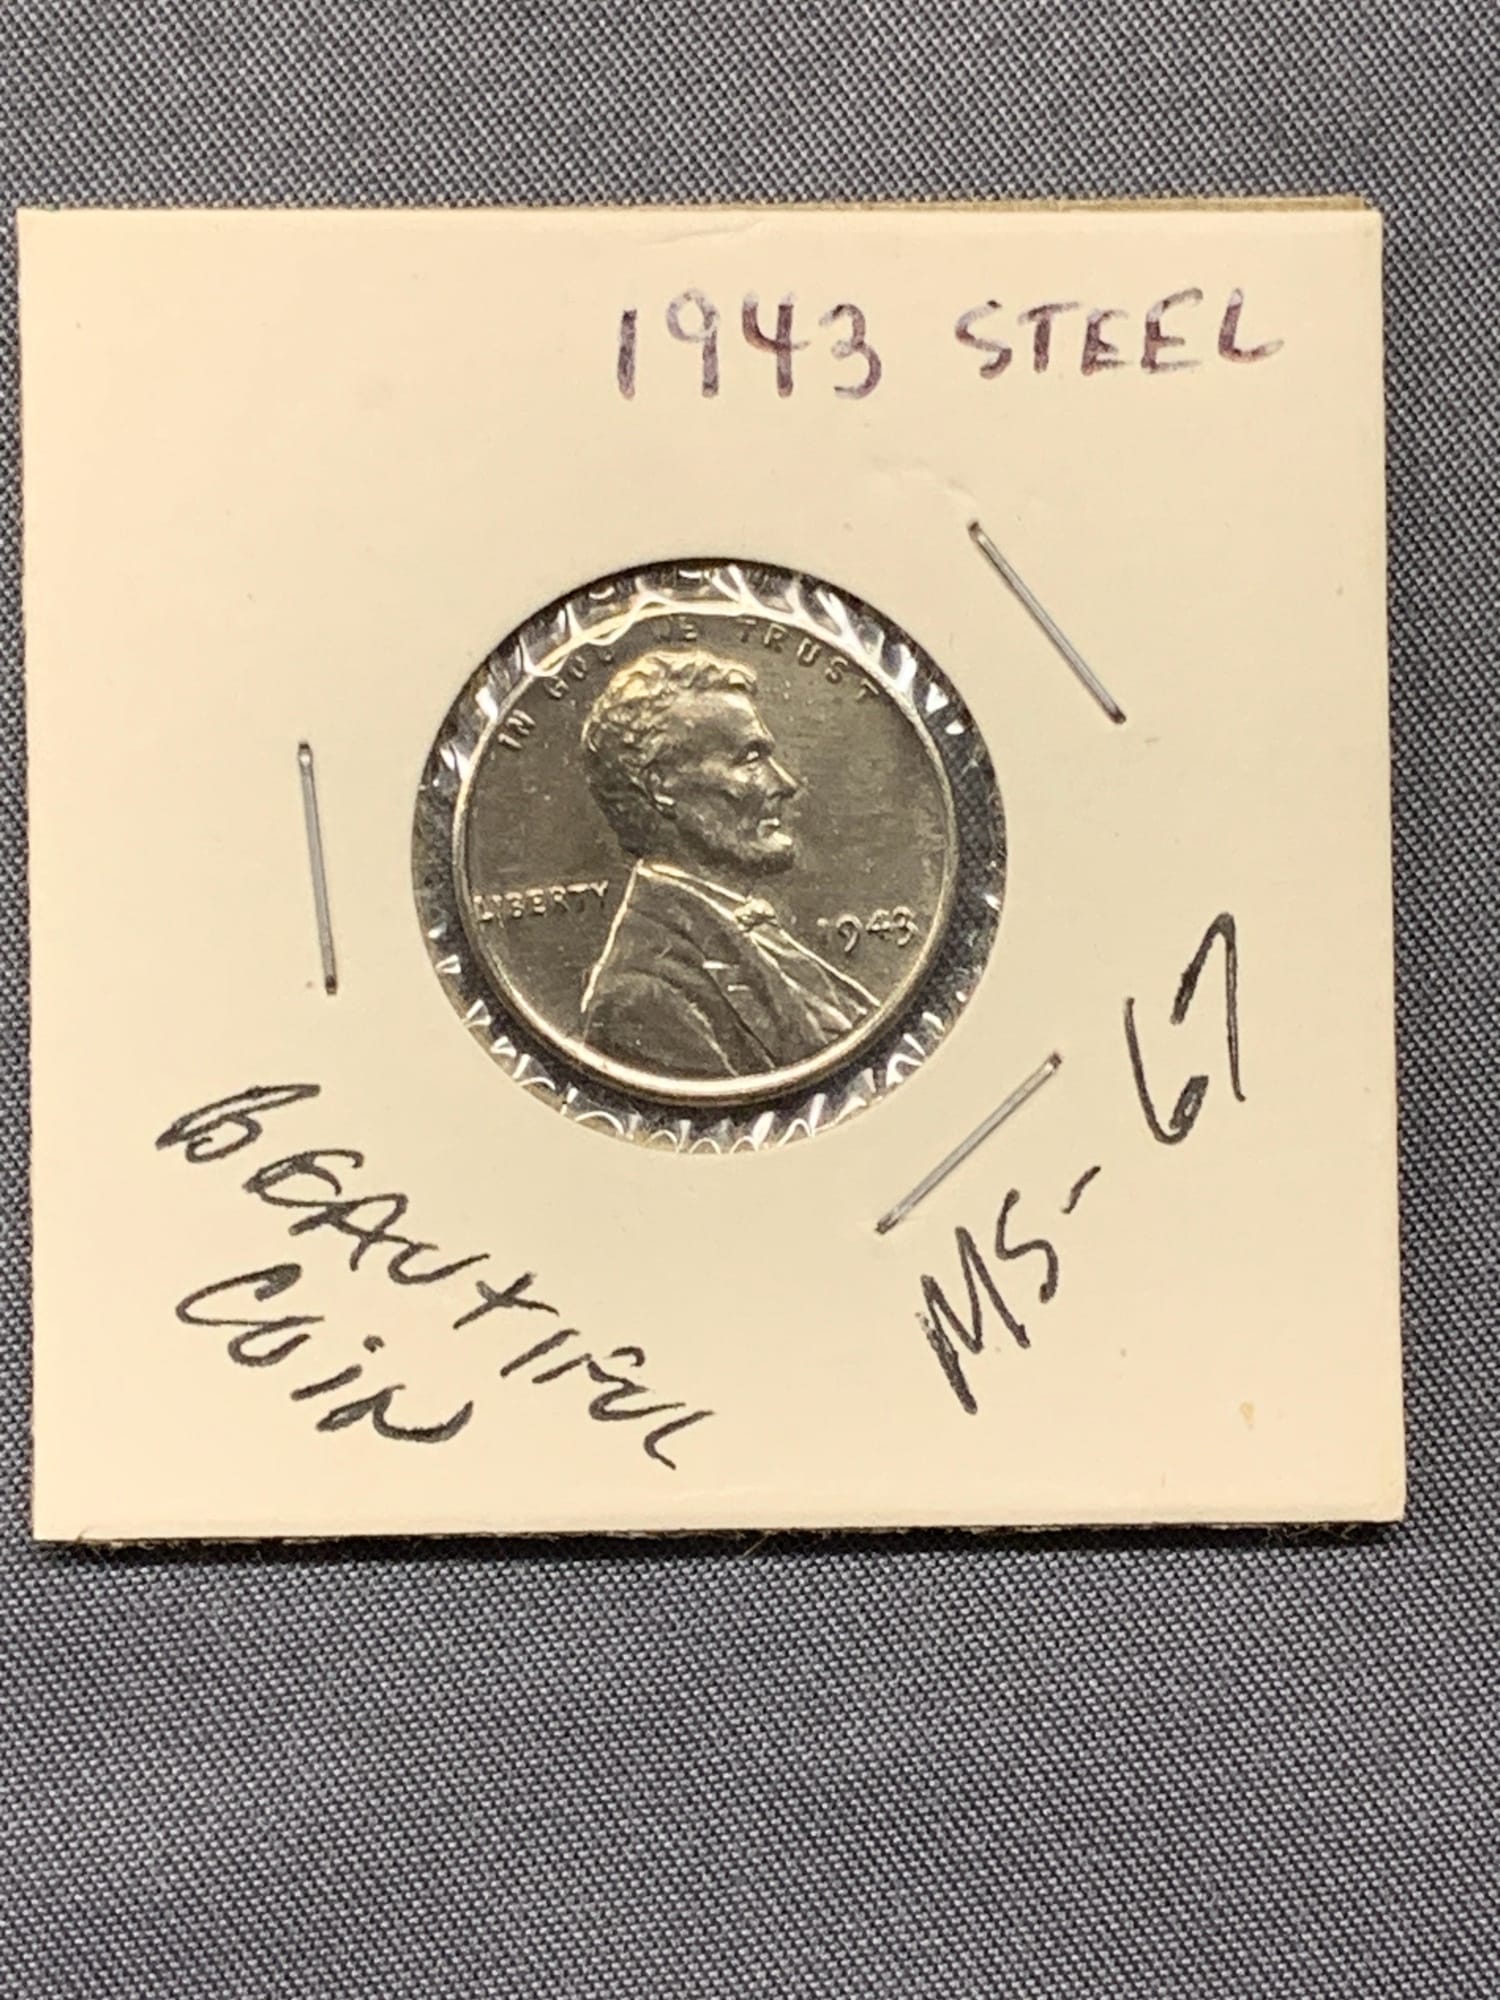 1943 STEEL
IN GOD WE TRUST
LIBERTY 1943
MS-67
BEAUTIFUL
COiN